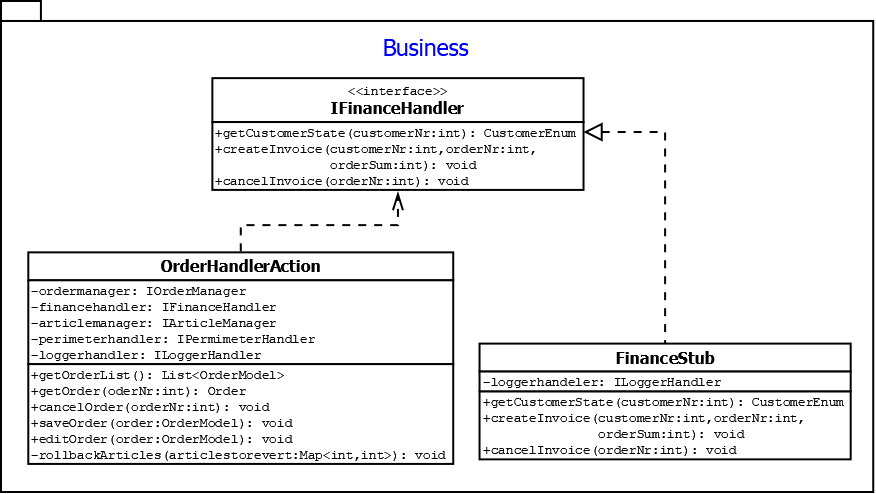 Business
<<interface>>
IFinanceHandler
+getCustomerState(customerNr:int): CustomerEnum
+createInvoice(customerNr:int,orderNr:int,
orderSum:int): void
+cancelInvoice(orderNr:int): void
OrderHandlerAction
-ordermanager: IOrderManager
-financehandler: IFinanceHandler
-articlemanager: IArticleManager
-perimeterhandler: IPermimeterHandler
-loggerhandler: ILoggerHandler
+getOrderList(): List<OrderModel>
+getOrder(oderNr:int): Order
+cancelOrder(orderNr:int): void
+saveOrder(order:OrderModel): void
+editOrder(order:OrderModel): void
-rollbackArticles(articlestorevert:Map<int,int>): void
FinanceStub
-loggerhandeler: ILoggerHandler
+getCustomerState(customerNr:int): CustomerEnum
+createInvoice(customerNr:int,orderNr:int,
orderSum:int): void
+cancelInvoice(orderNr:int): void